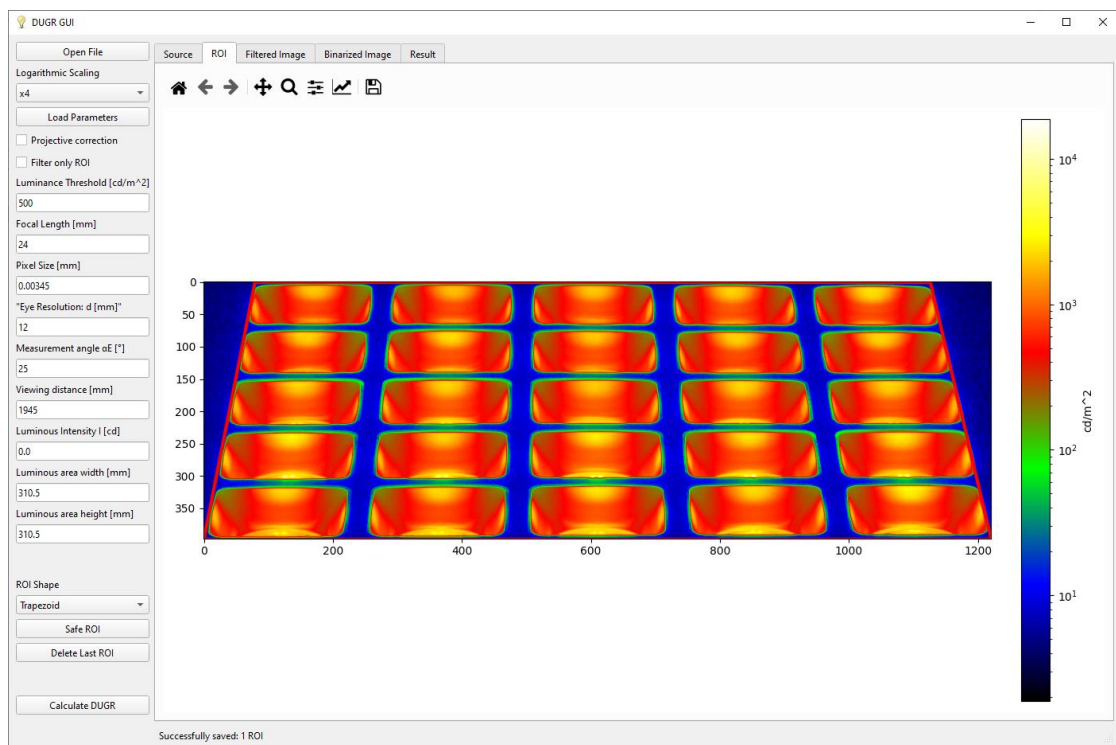 DUGR GUI
Open File
Logarithmic Scaling
x4
Load Parameters
Projective correction
Filter only ROI
Luminance Threshold [cd/m^2]
500
Focal Length [mm]
24
Pixel Size [mm]
0.00345
"Eye Resolution: d [mm]"
12
Measurement angle αE [°]
25
Viewing distance [mm]
1945
Luminous Intensity I [cd]
0.0
Luminous area width [mm]
310.5
Luminous area height [mm]
310.5
ROI Shape
Trapezoid
Safe ROI
Delete Last ROI
Calculate DUGR
Source ROI Filtered Image Binarized Image Result
0
50
100
150
200
250
300
350
0 200 400 600 800 1000 1200
10^4
10^3
10^2
10^1
cd/m^2
Successfully saved: 1 ROI